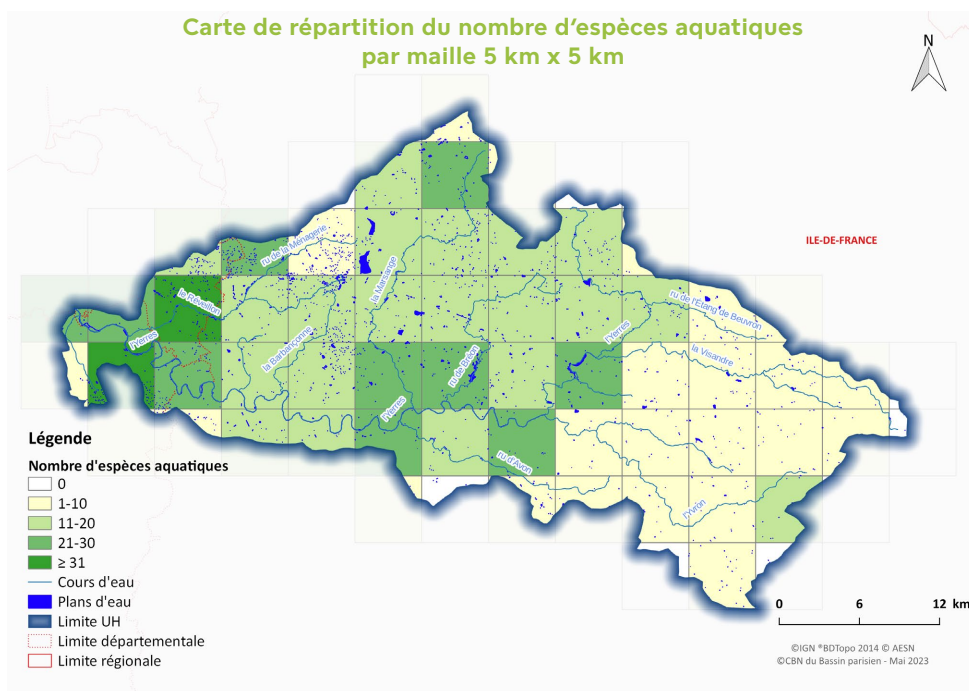 Carte de répartition du nombre d'espèces aquatiques
par maille 5 km x 5 km
N
ILE-DE-FRANCE
ru de la Ménagerie
la Marsange
le Réveillon
ru de l'Étang de Beuvron
l'Yerres
l'Yerres
la Barbançonne
ru de Bréon
la Visandre
l'Yerres
ru d'Avon
l'Yvron
Légende
Nombre d'espèces aquatiques
0
1-10
11-20
21-30
≥ 31
Cours d'eau
Plans d'eau
Limite UH
Limite départementale
Limite régionale
0 6 12 km
©IGN ®BDTopo 2014 © AESN
©CBN du Bassin parisien - Mai 2023